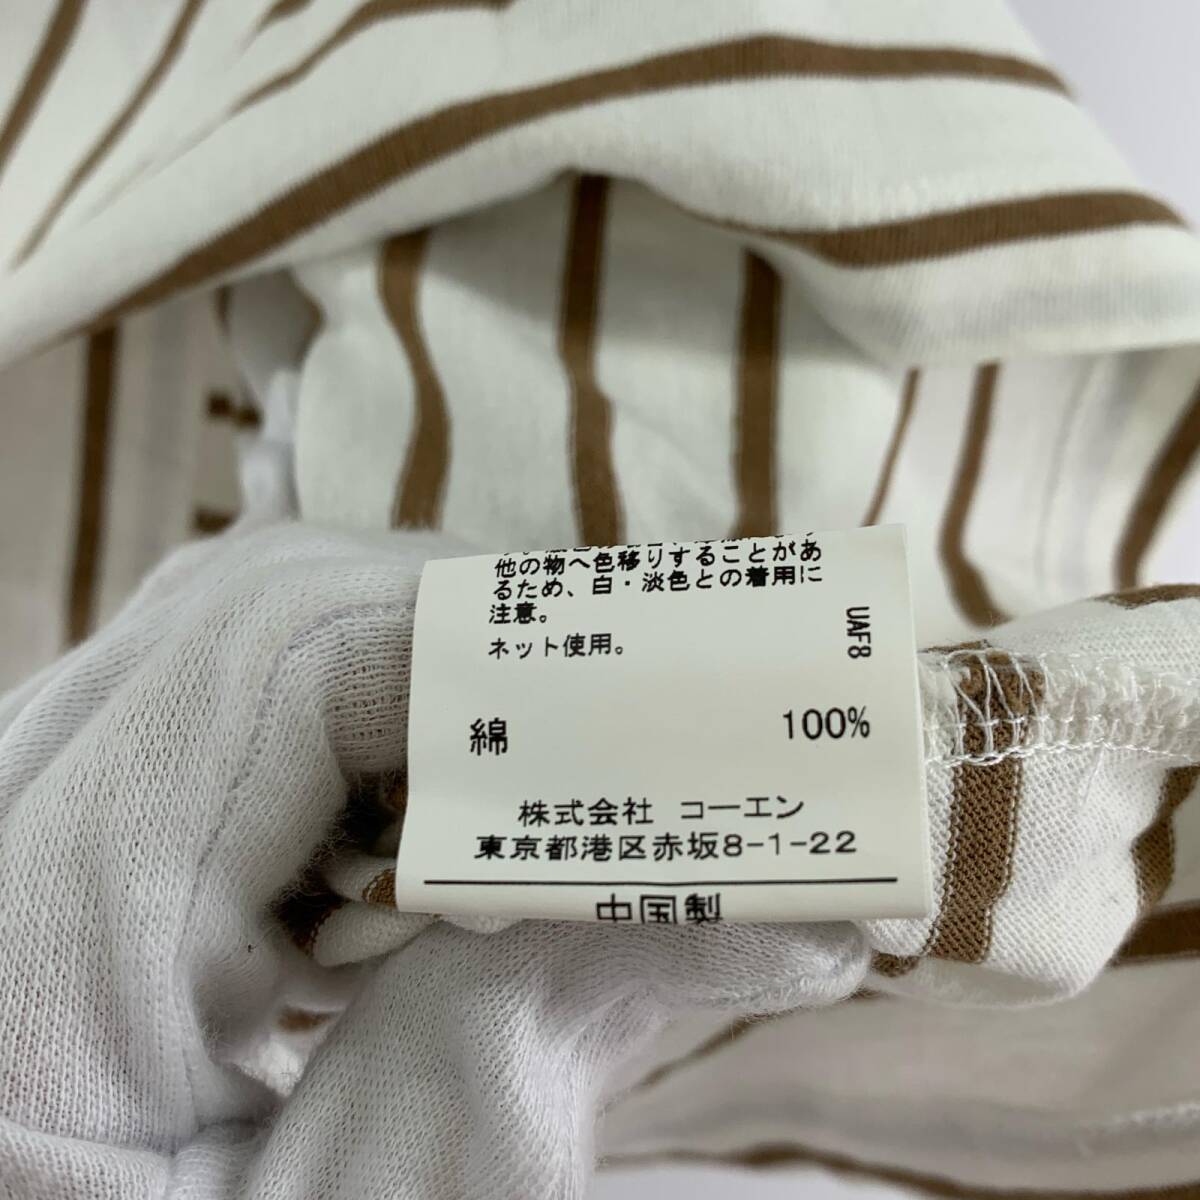 他の物へ色移りすることがあ
るため、白・淡色との着用に
注意。
ネット使用。
UAF8
綿 100%
株式会社 コーエン
東京都港区赤坂8-1-22
中国製